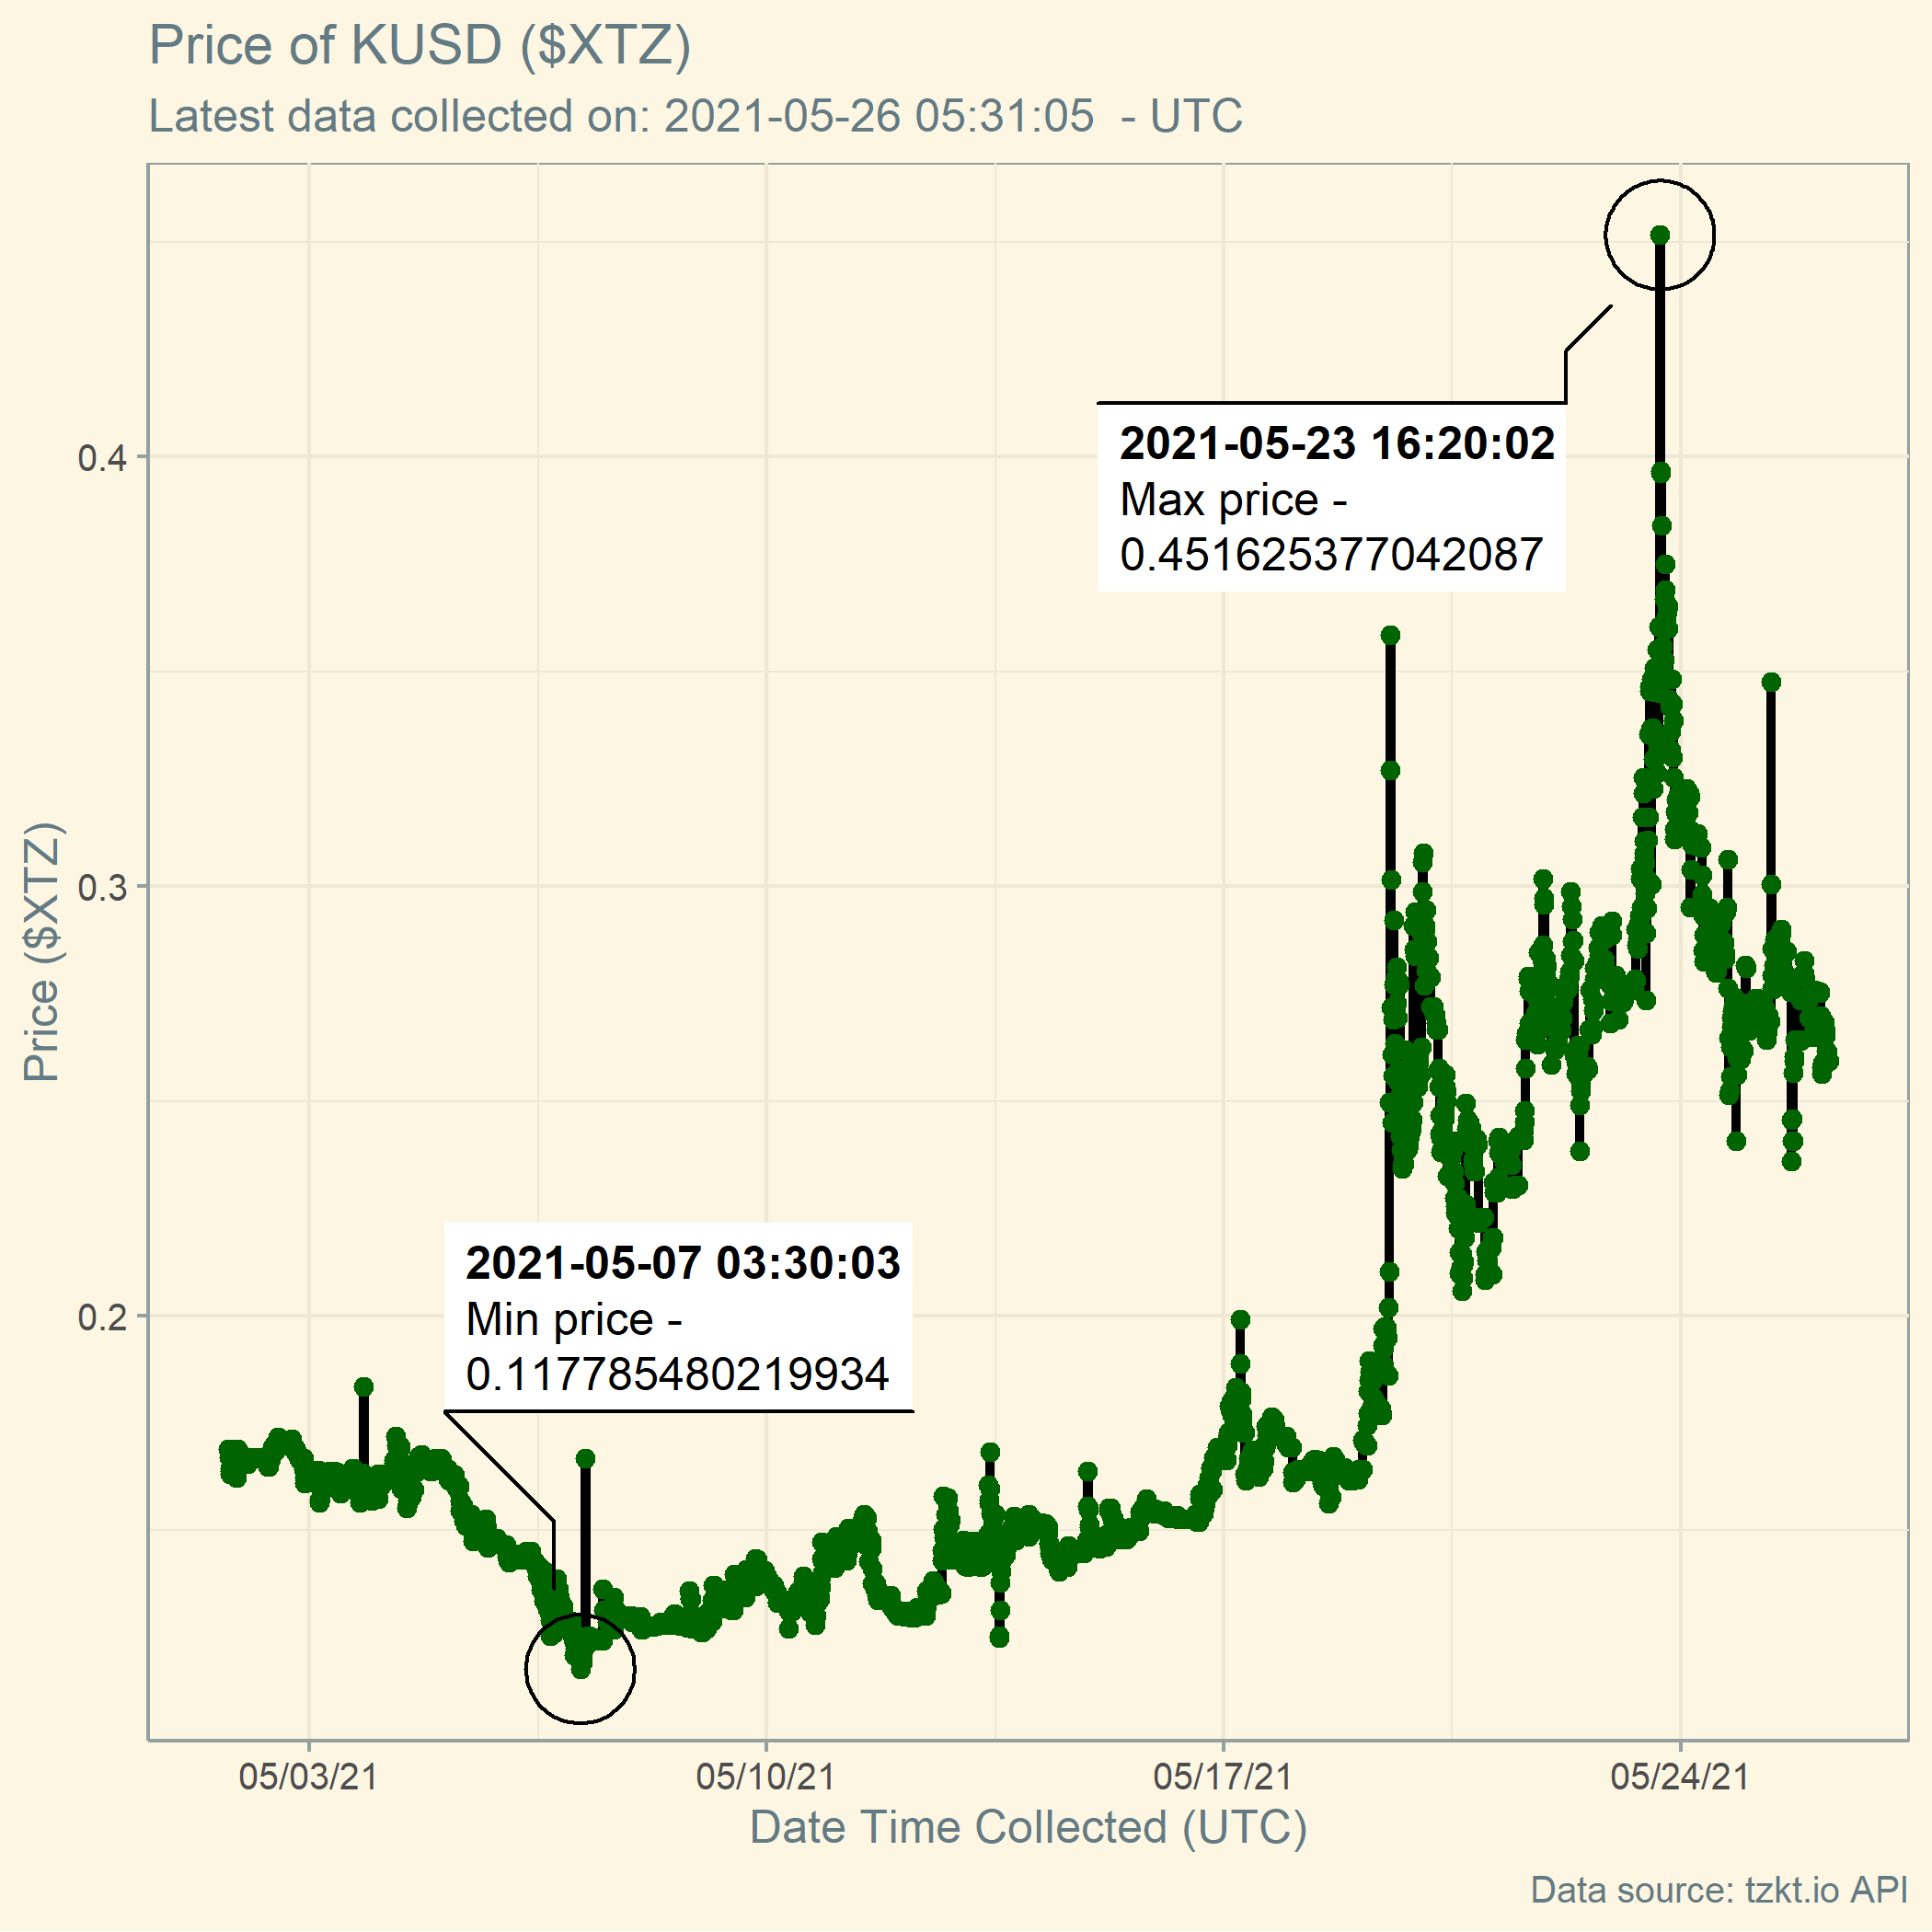 Price of KUSD ($XTZ)
Latest data collected on: 2021-05-26 05:31:05  - UTC
2021-05-23 16:20:02
Max price -
0.451625377042087
2021-05-07 03:30:03
Min price -
0.117785480219934
Price ($XTZ)
0.4
0.3
0.2
05/03/21
05/10/21
05/17/21
05/24/21
Date Time Collected (UTC)
Data source: tzkt.io API